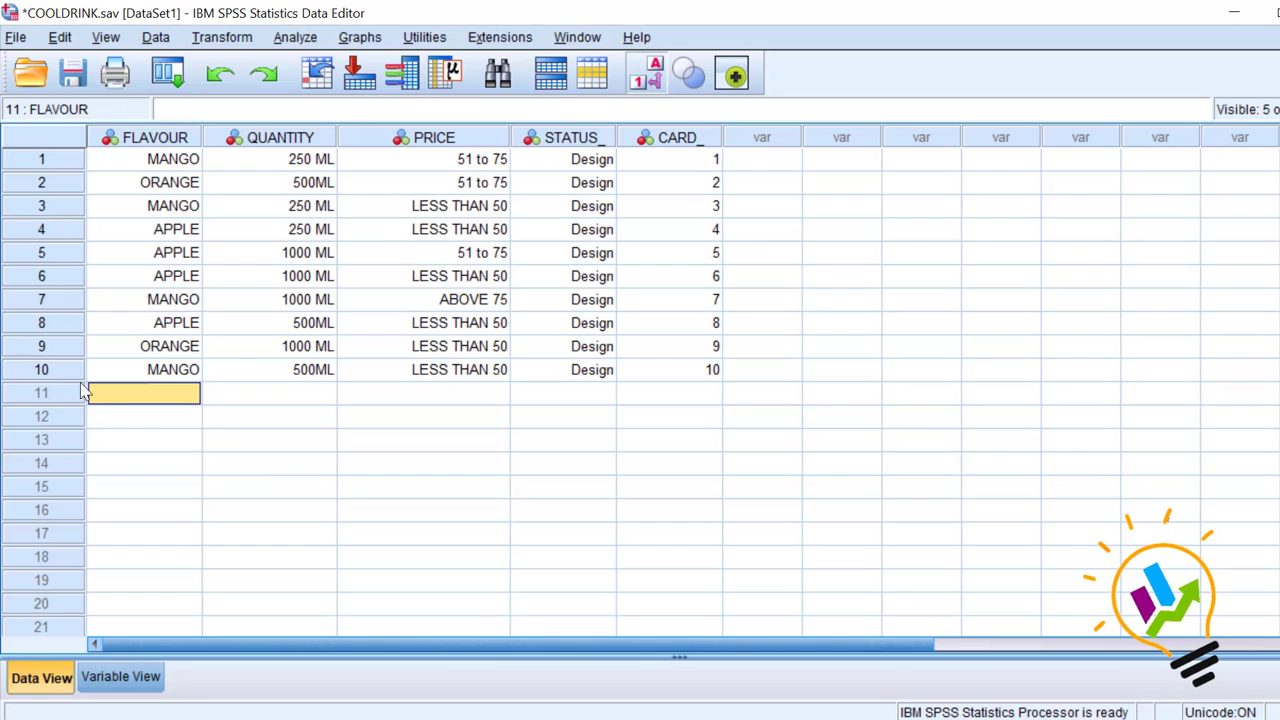 *COOLDRINK.sav [DataSet1] - IBM SPSS Statistics Data Editor
File Edit View Data Transform Analyze Graphs Utilities Extensions Window Help
11 : FLAVOUR Visible: 5 o
FLAVOUR QUANTITY PRICE STATUS_ CARD_ var var var var var var var
1 MANGO 250 ML 51 to 75 Design 1
2 ORANGE 500ML 51 to 75 Design 2
3 MANGO 250 ML LESS THAN 50 Design 3
4 APPLE 250 ML LESS THAN 50 Design 4
5 APPLE 1000 ML 51 to 75 Design 5
6 APPLE 1000 ML LESS THAN 50 Design 6
7 MANGO 1000 ML ABOVE 75 Design 7
8 APPLE 500ML LESS THAN 50 Design 8
9 ORANGE 1000 ML LESS THAN 50 Design 9
10 MANGO 500ML LESS THAN 50 Design 10
11
12
13
14
15
16
17
18
19
20
21
Data View Variable View
IBM SPSS Statistics Processor is ready Unicode:ON